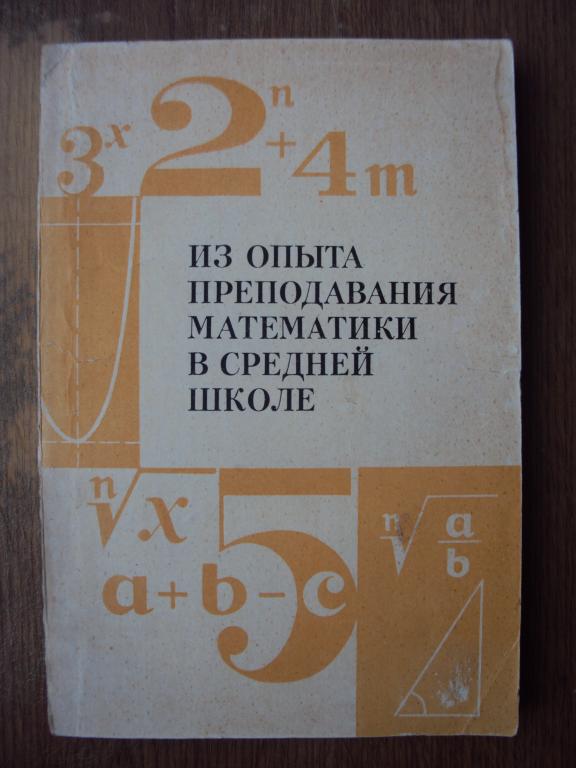 3ˣ 2ⁿ + 4m
ИЗ ОПЫТА
ПРЕПОДАВАНИЯ
МАТЕМАТИКИ
В СРЕДНЕЙ
ШКОЛЕ
ⁿ√x 5 ⁿ√a/b
a+b-c